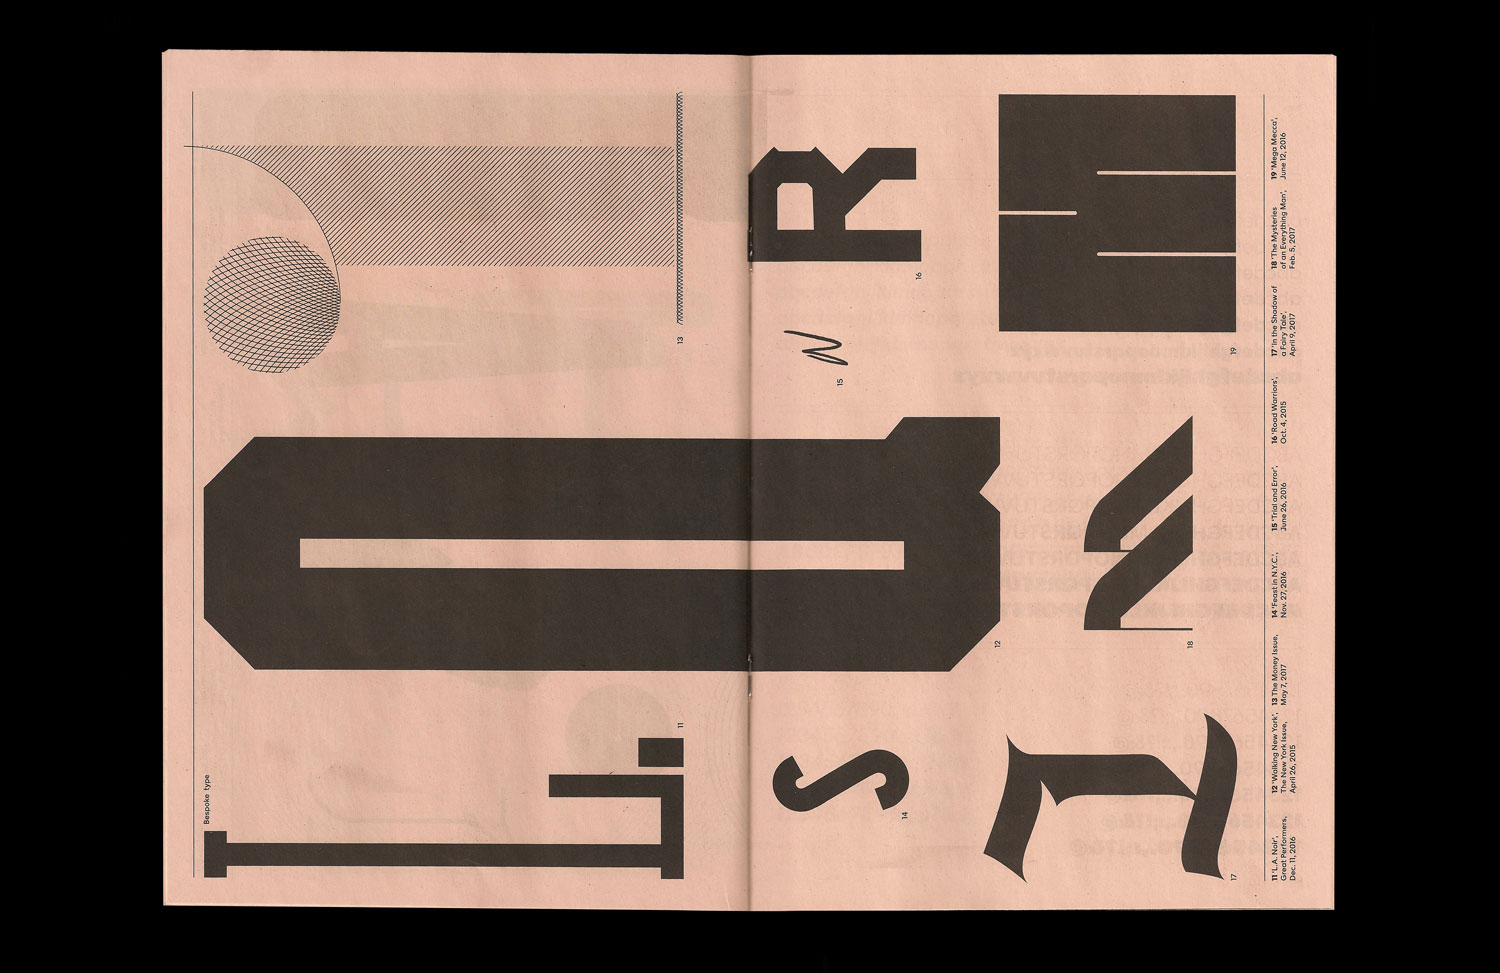 Bespoke type
L.
11
Q
12
i
13
S
14
15
R
16
17
18
M
19
11 'L.A. Noir',
Great Performers,
Dec. 11, 2016
12 'Walking New York',
The New York Issue,
April 26, 2015
13 The Money Issue,
May 7, 2017
14 'Feast in N.Y.C.',
Nov. 27, 2016
15 'Trial and Error',
June 26, 2016
16 'Road Warriors',
Oct. 4, 2015
17 'In the Shadow of
a Fairy Tale'.
April 9, 2017
18 'The Mysteries
of an Everything Man',
Feb. 5, 2017
19 'Mega Mecca',
June 12, 2016